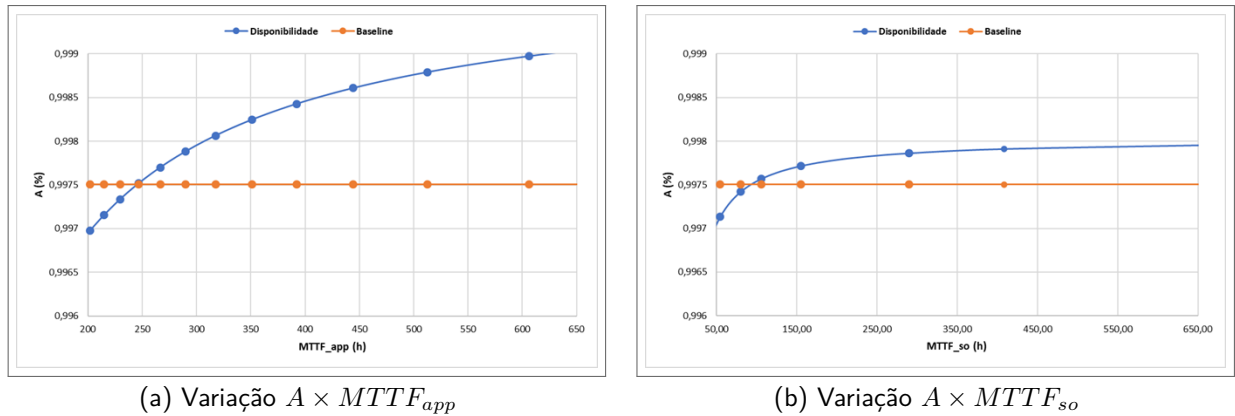 Disponibilidade Baseline
0,999
0,9985
0,998
0,9975
0,997
0,9965
0,996
A (%)
200 250 300 350 400 450 500 550 600 650
MTTF_app (h)
(a) Variação A × MTTF_app
Disponibilidade Baseline
0,999
0,9985
0,998
0,9975
0,997
0,9965
0,996
A (%)
50,00 150,00 250,00 350,00 450,00 550,00 650,00
MTTF_so (h)
(b) Variação A × MTTF_so